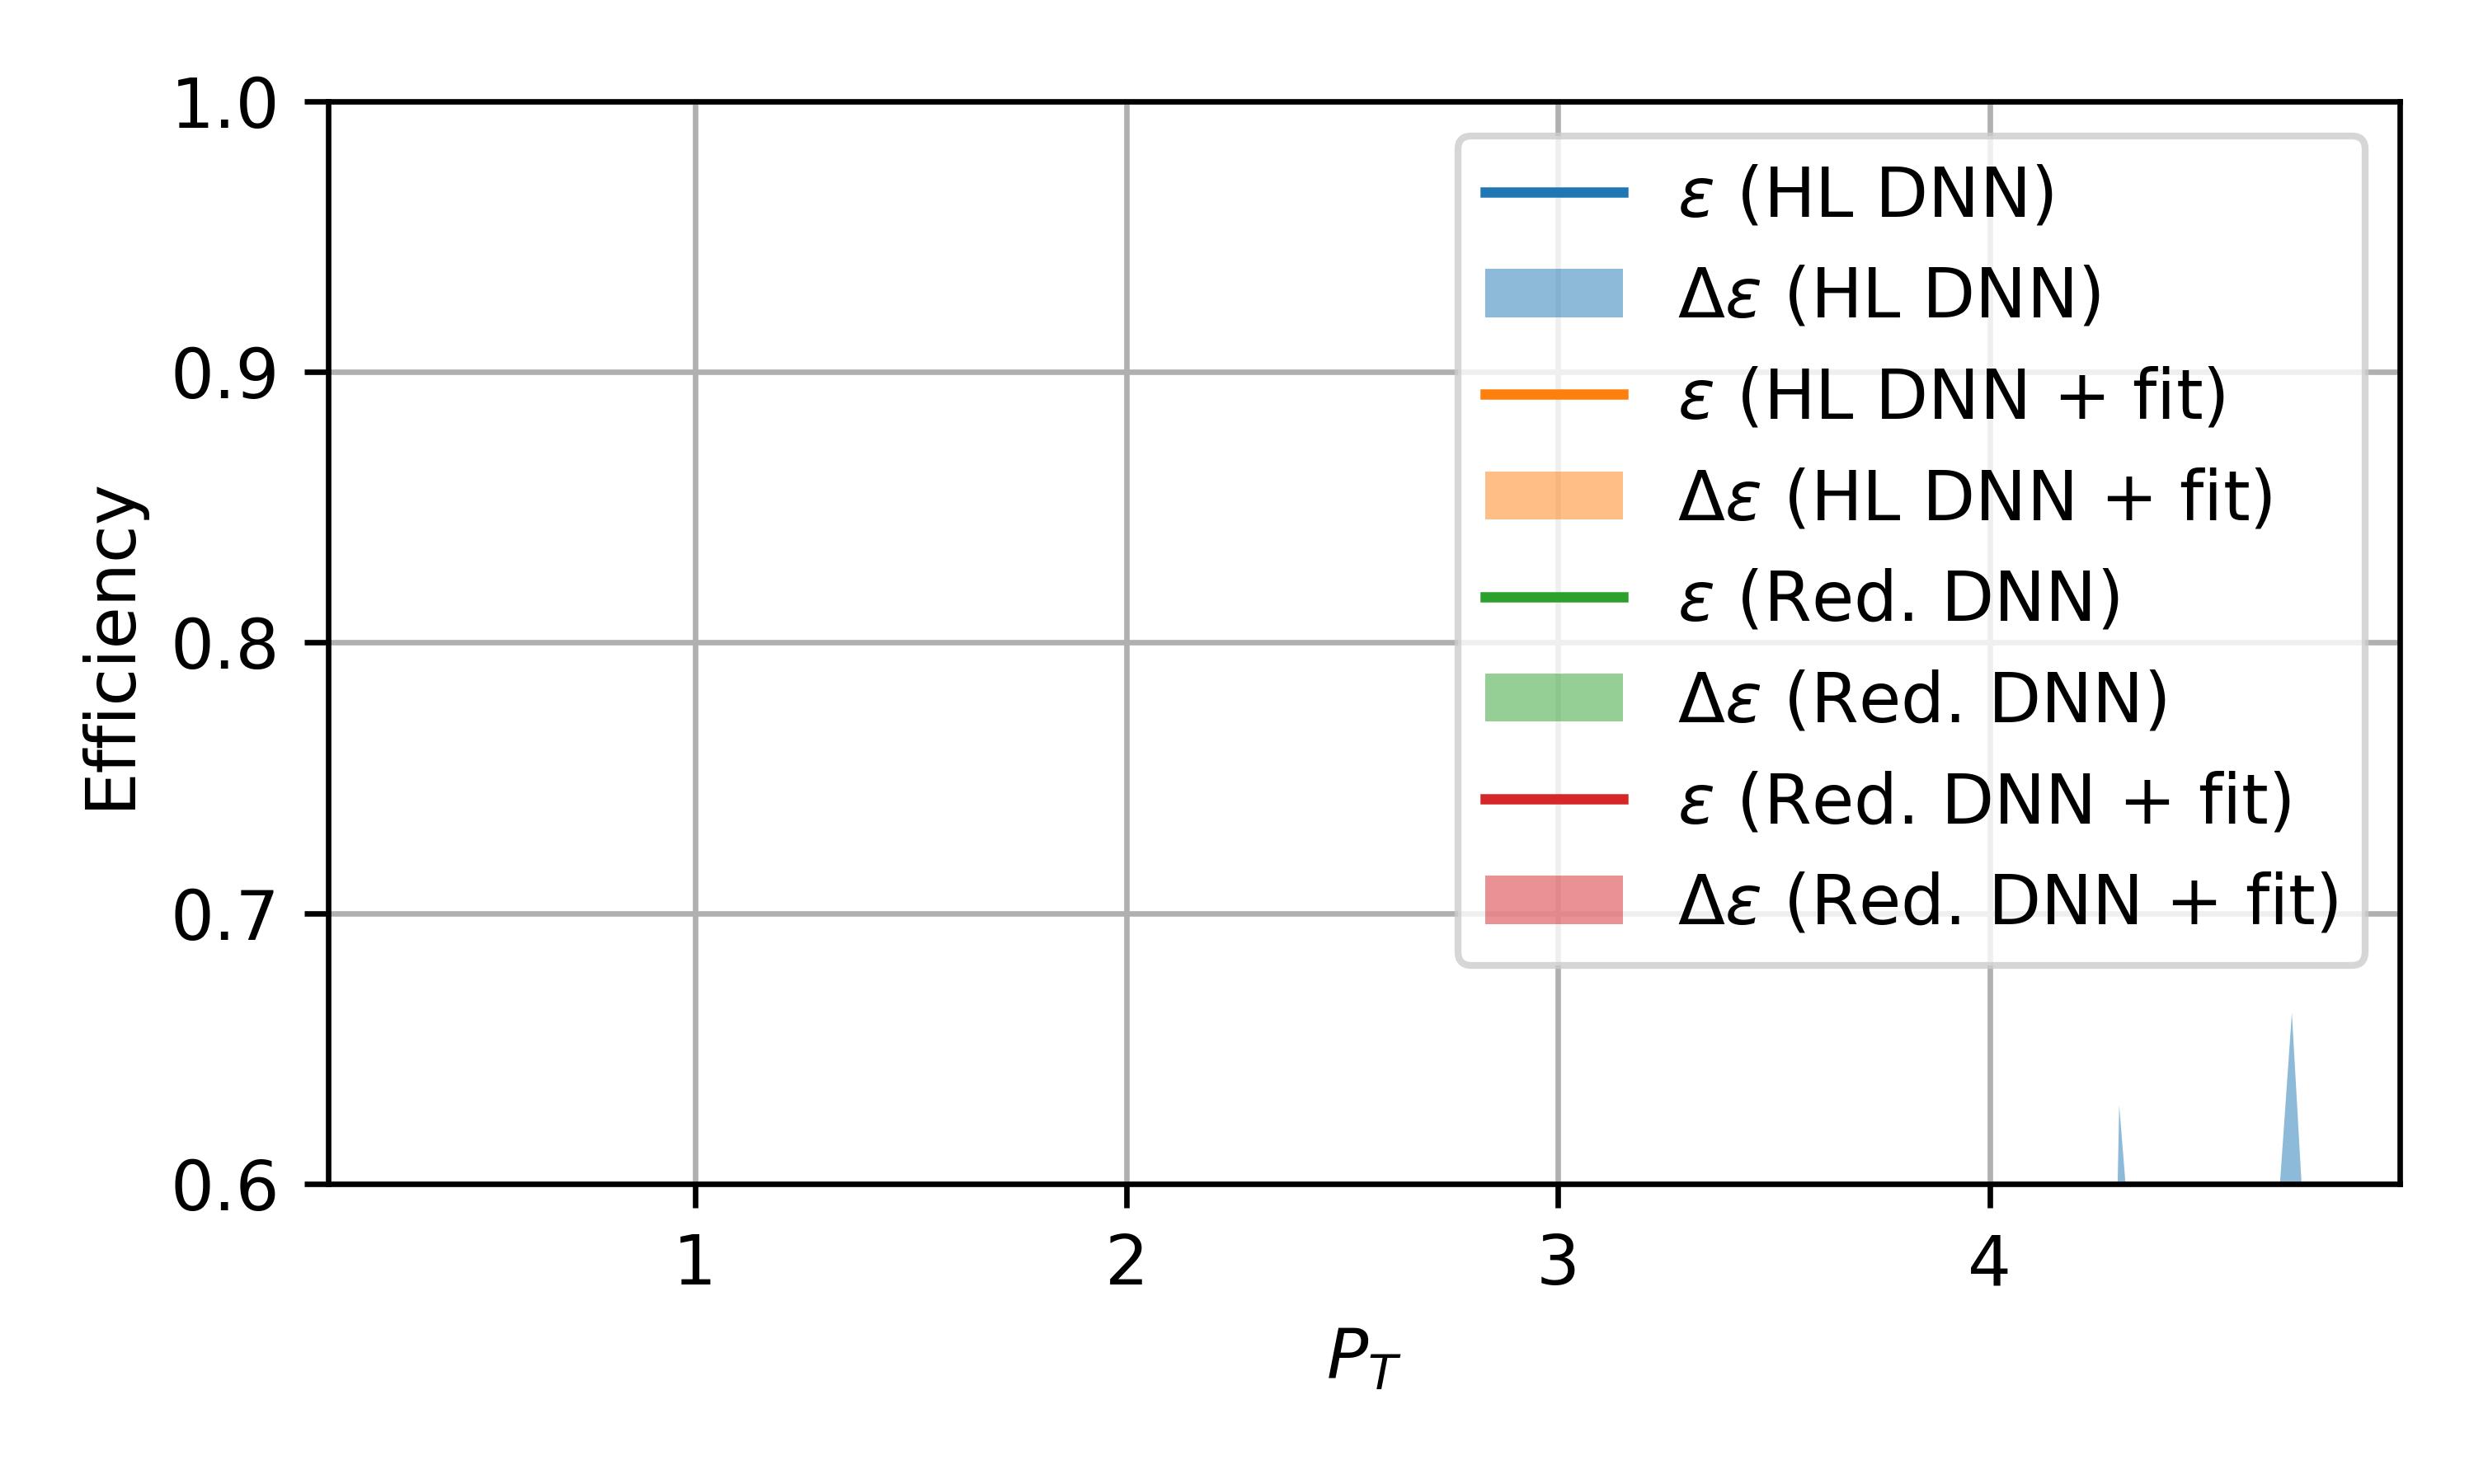 1.0
0.9
0.8
0.7
0.6
Efficiency
1
2
3
4
P_T
ε (HL DNN)
Δε (HL DNN)
ε (HL DNN + fit)
Δε (HL DNN + fit)
ε (Red. DNN)
Δε (Red. DNN)
ε (Red. DNN + fit)
Δε (Red. DNN + fit)